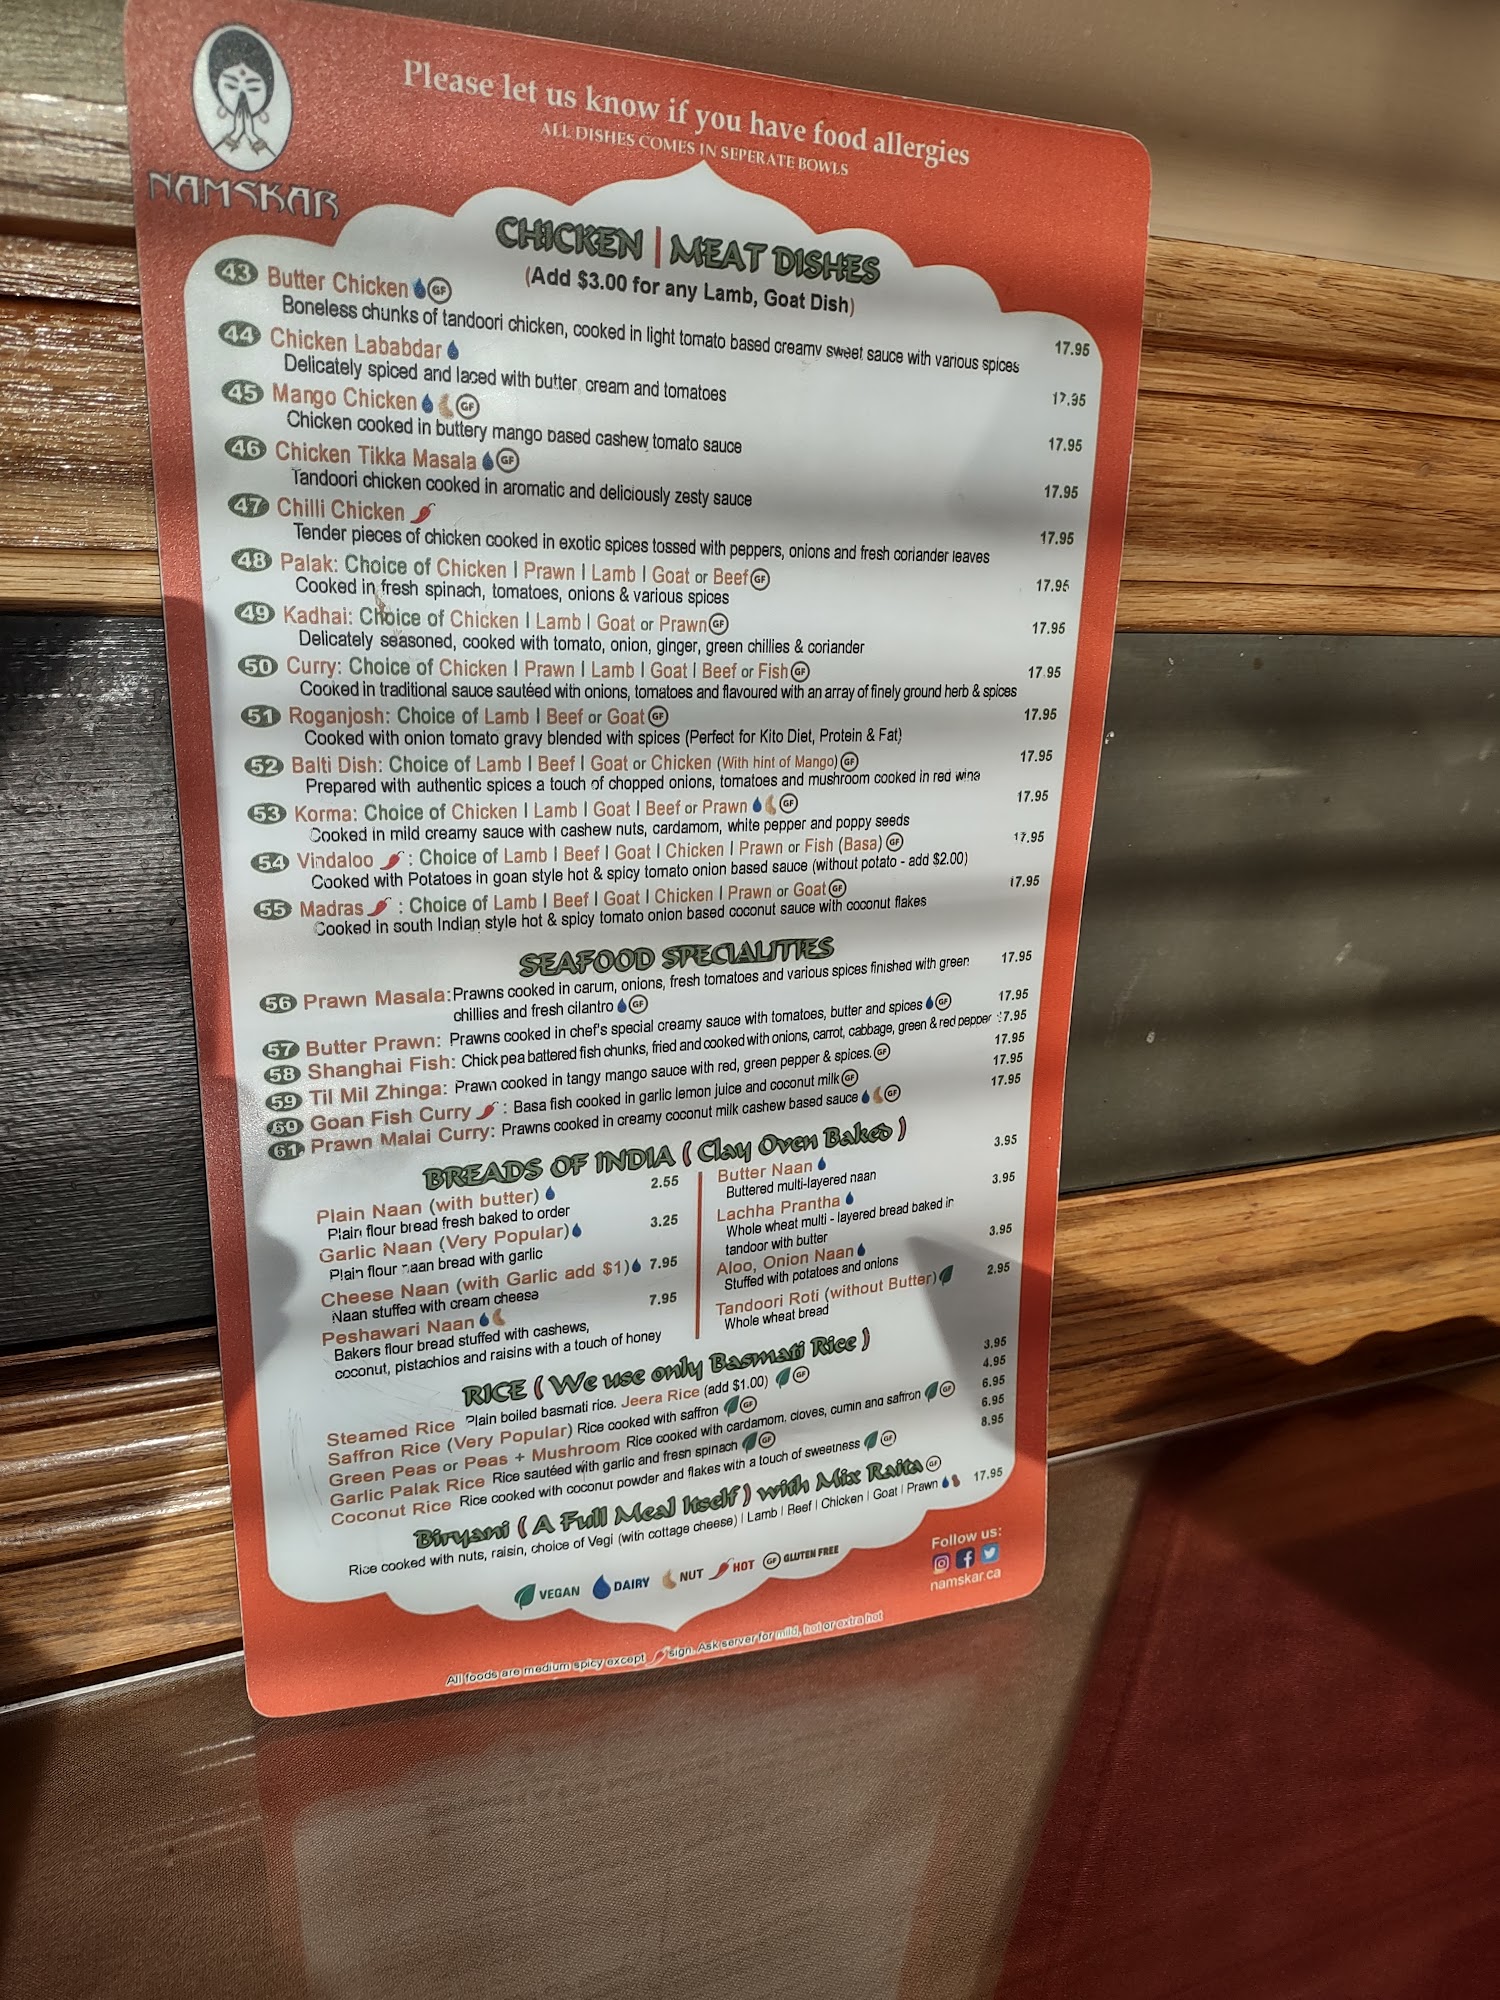 NAMSKAR
Please let us know if you have food allergies
ALL DISHES COMES IN SEPERATE BOWLS
CHICKEN | MEAT DISHES
(Add $3.00 for any Lamb, Goat Dish)
43 Butter Chicken GF
Boneless chunks of tandoori chicken, cooked in light tomato based creamy sweet sauce with various spices 17.95
44 Chicken Lababdar
Delicately spiced and laced with butter cream and tomatoes 17.95
45 Mango Chicken GF
Chicken cooked in buttery mango based cashew tomato sauce 17.95
46 Chicken Tikka Masala GF
Tandoori chicken cooked in aromatic and deliciously zesty sauce 17.95
47 Chilli Chicken
Tender pieces of chicken cooked in exotic spices tossed with peppers, onions and fresh coriander leaves 17.95
48 Palak: Choice of Chicken | Prawn | Lamb | Goat or Beef GF 17.95
Cooked in fresh spinach, tomatoes, onions & various spices
49 Kadhai: Choice of Chicken | Lamb | Goat or Prawn GF 17.95
Delicately seasoned, cooked with tomato, onion, ginger, green chillies & coriander
50 Curry: Choice of Chicken | Prawn | Lamb | Goat | Beef or Fish GF 17.95
Cooked in traditional sauce sautéed with onions, tomatoes and flavoured with an array of finely ground herb & spices
51 Roganjosh: Choice of Lamb | Beef or Goat GF 17.95
Cooked with onion tomato gravy blended with spices (Perfect for Kito Diet, Protein & Fat)
52 Balti Dish: Choice of Lamb | Beef | Goat or Chicken (With hint of Mango) GF 17.95
Prepared with authentic spices a touch of chopped onions, tomatoes and mushroom cooked in red wine
53 Korma: Choice of Chicken | Lamb | Goat | Beef or Prawn GF 17.95
Cooked in mild creamy sauce with cashew nuts, cardamom, white pepper and poppy seeds
54 Vindaloo : Choice of Lamb | Beef | Goat | Chicken | Prawn or Fish (Basa) GF 17.95
Cooked with Potatoes in goan style hot & spicy tomato onion based sauce (without potato - add $2.00)
55 Madras : Choice of Lamb | Beef | Goat | Chicken | Prawn or Goat GF 17.95
Cooked in south Indian style hot & spicy tomato onion based coconut sauce with coconut flakes
SEAFOOD SPECIALITIES
56 Prawn Masala: Prawns cooked in carum, onions, fresh tomatoes and various spices finished with green 17.95
chillies and fresh cilantro GF
57 Butter Prawn: Prawns cooked in chef's special creamy sauce with tomatoes, butter and spices GF 17.95
58 Shanghai Fish: Chick pea battered fish chunks, fried and cooked with onions, carrot, cabbage, green & red pepper 17.95
59 Til Mil Zhinga: Prawn cooked in tangy mango sauce with red, green pepper & spices. GF 17.95
60 Goan Fish Curry : Basa fish cooked in garlic lemon juice and coconut milk GF 17.95
61 Prawn Malai Curry: Prawns cooked in creamy coconut milk cashew based sauce GF 17.95
BREADS OF INDIA ( Clay Oven Baked )
Plain Naan (with butter) 2.55
Plain flour bread fresh baked to order
Garlic Naan (Very Popular) 3.25
Plain flour naan bread with garlic
Cheese Naan (with Garlic add $1) 7.95
Naan stuffed with cream cheese
Peshawari Naan 7.95
Bakers flour bread stuffed with cashews,
coconut, pistachios and raisins with a touch of honey
Butter Naan 3.95
Buttered multi-layered naan
Lachha Prantha 3.95
Whole wheat multi - layered bread baked in
tandoor with butter
Aloo, Onion Naan 3.95
Stuffed with potatoes and onions
Tandoori Roti (without Butter) 2.95
Whole wheat bread
RICE ( We use only Basmati Rice )
Steamed Rice Plain boiled basmati rice. Jeera Rice (add $1.00) GF 3.95
Saffron Rice (Very Popular) Rice cooked with saffron GF 4.95
Green Peas or Peas + Mushroom Rice cooked with cardamom, cloves, cumin and saffron GF 6.95
Garlic Palak Rice Rice sautéed with garlic and fresh spinach GF 6.95
Coconut Rice Rice cooked with coconut powder and flakes with a touch of sweetness GF 8.95
Biryani ( A Full Meal Itself ) with Mix Raita GF
Rice cooked with nuts, raisin, choice of Vegi (with cottage cheese) | Lamb | Beef | Chicken | Goat | Prawn 17.95
VEGAN DAIRY NUT HOT GF GLUTEN FREE
Follow us:
namskar.ca
All foods are medium spicy except sign. Ask server for mild, hot or extra hot